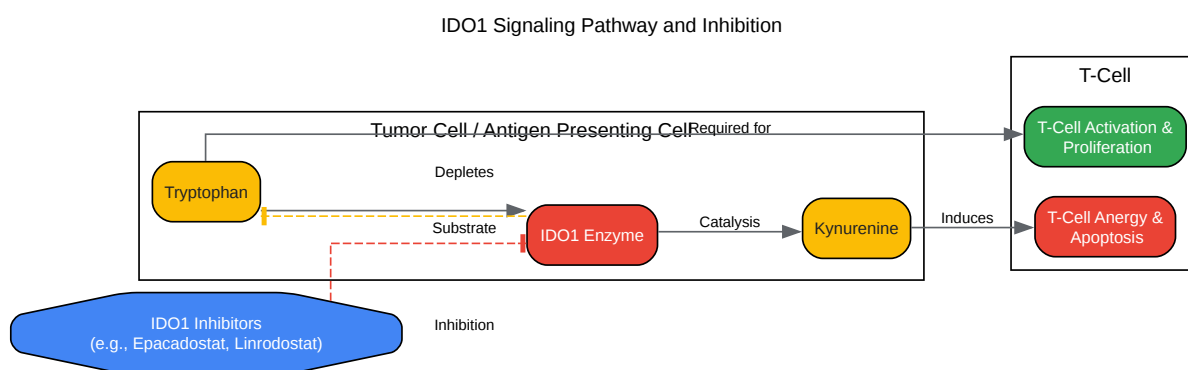 IDO1 Signaling Pathway and Inhibition
T-Cell
Tumor Cell / Antigen Presenting Cell
Required for
T-Cell Activation &
Proliferation
Depletes
Tryptophan
Substrate
IDO1 Enzyme
Catalysis
Kynurenine
Induces
T-Cell Anergy &
Apoptosis
IDO1 Inhibitors
(e.g., Epacadostat, Linrodostat)
Inhibition